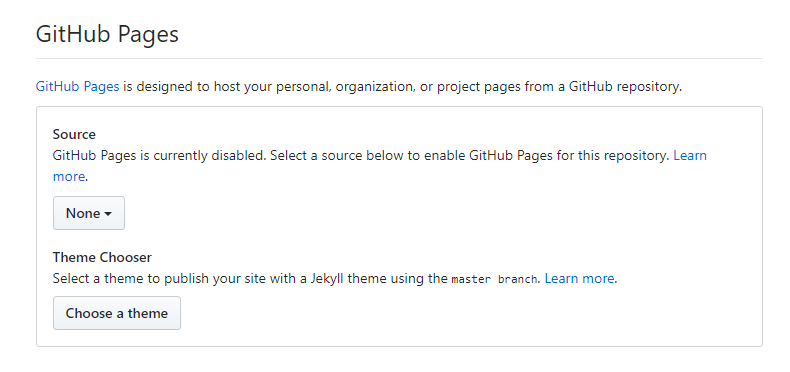 GitHub Pages
GitHub Pages is designed to host your personal, organization, or project pages from a GitHub repository.
Source
GitHub Pages is currently disabled. Select a source below to enable GitHub Pages for this repository. Learn
more.
None
Theme Chooser
Select a theme to publish your site with a Jekyll theme using the master branch. Learn more.
Choose a theme